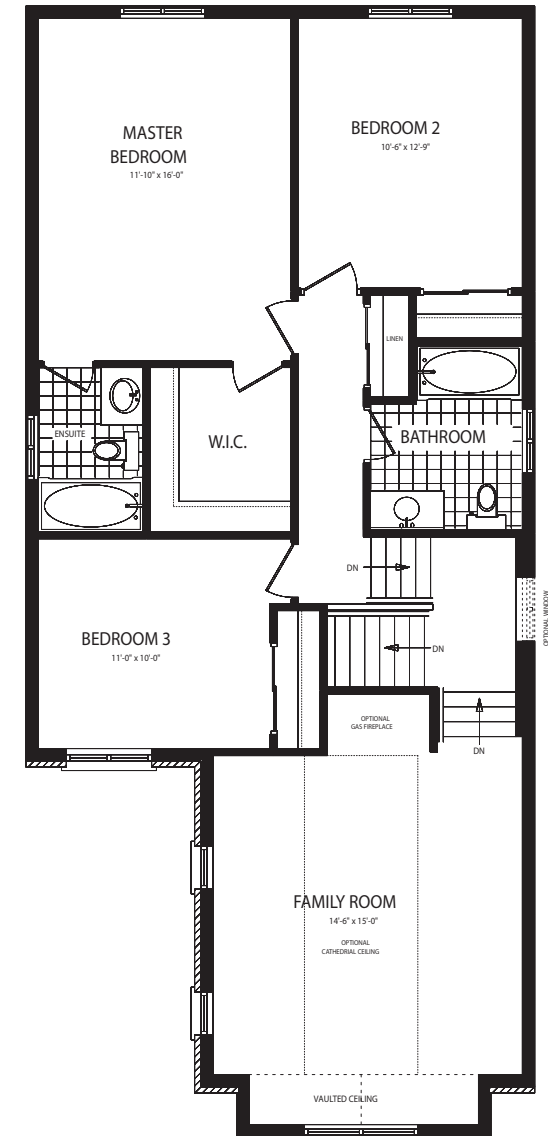 MASTER
BEDROOM
11'-10" x 16'-0"
BEDROOM 2
10'-6" x 12'-9"
LINEN
ENSUITE
W.I.C.
BATHROOM
DN
OPTIONAL WINDOW
BEDROOM 3
11'-0" x 10'-0"
DN
OPTIONAL
GAS FIREPLACE
DN
FAMILY ROOM
14'-6" x 15'-0"
OPTIONAL
CATHEDRIAL CEILING
VAULTED CEILING